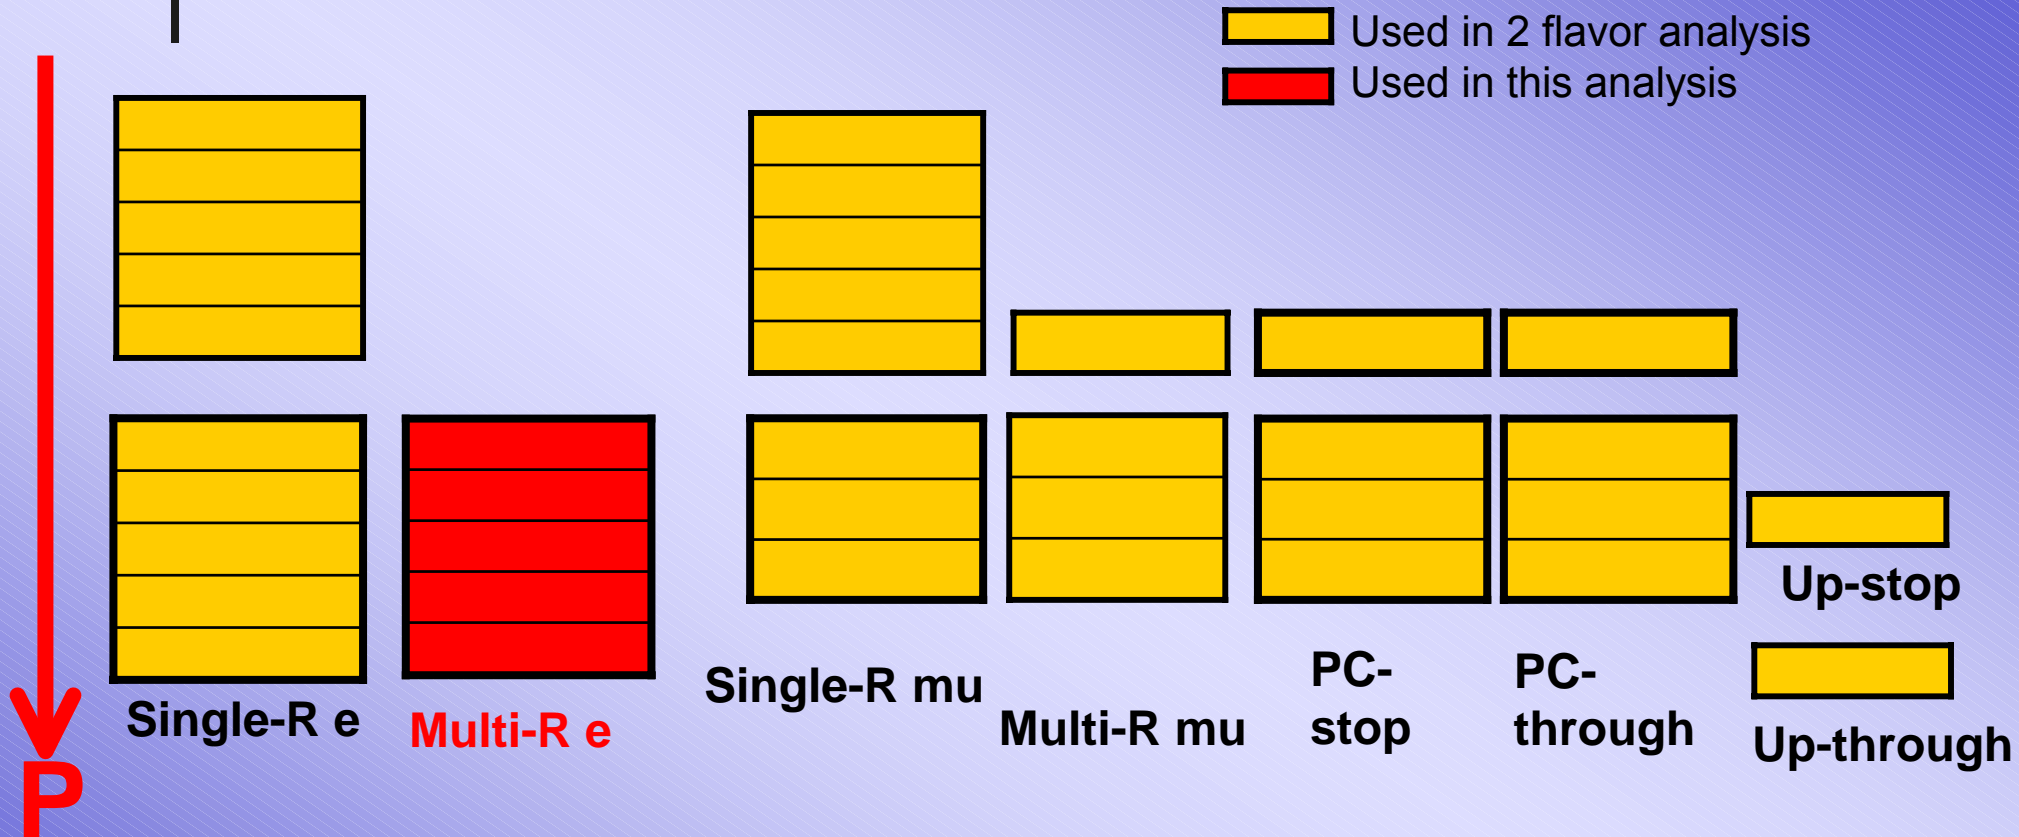 Used in 2 flavor analysis
Used in this analysis
Single-R e
Multi-R e
Single-R mu
Multi-R mu
PC-
stop
PC-
through
Up-stop
Up-through
P